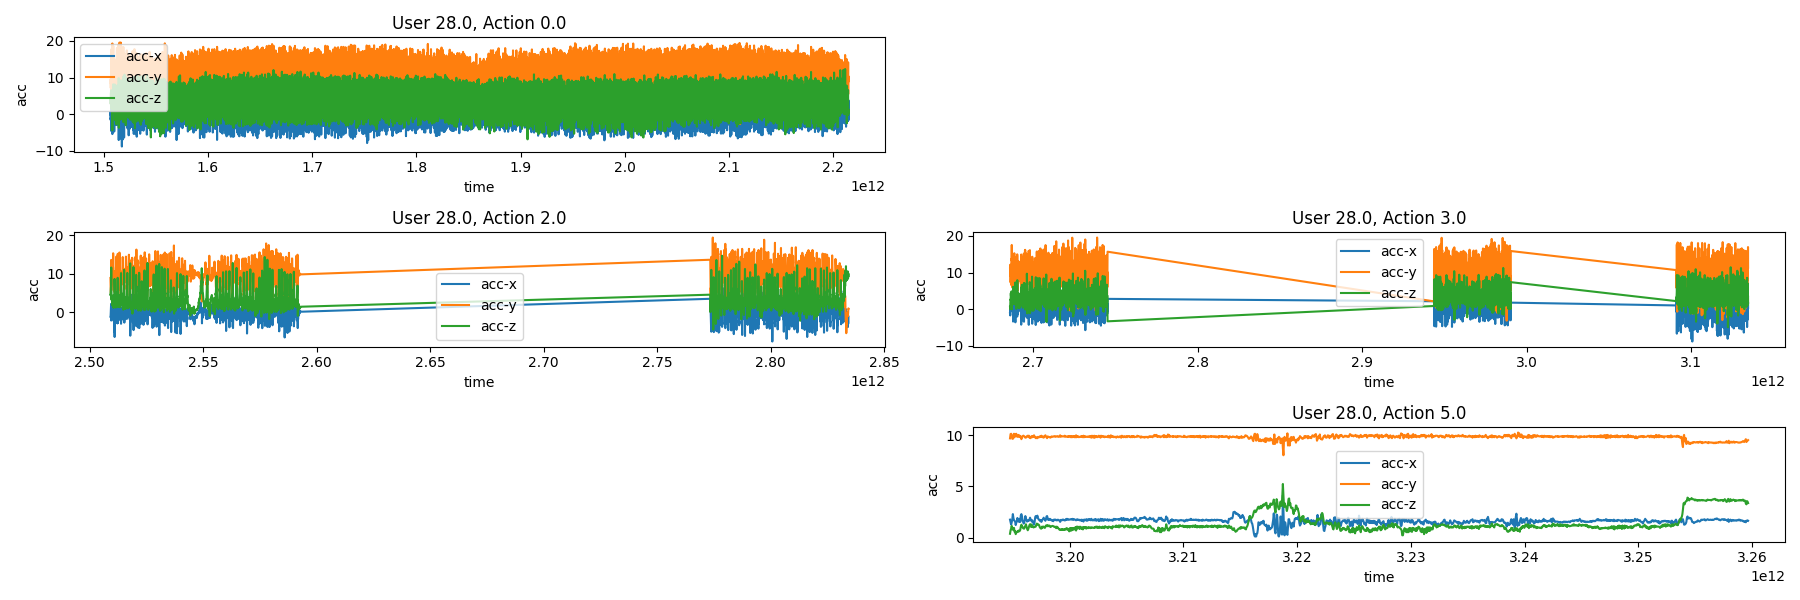 User 28.0, Action 0.0
acc
20
10
0
−10
acc-x
acc-y
acc-z
1.5 1.6 1.7 1.8 1.9 2.0 2.1 2.2
time
1e12
User 28.0, Action 2.0
acc
20
10
0
acc-x
acc-y
acc-z
2.50 2.55 2.60 2.65 2.70 2.75 2.80 2.85
time
1e12
User 28.0, Action 3.0
acc
20
10
0
−10
acc-x
acc-y
acc-z
2.7 2.8 2.9 3.0 3.1
time
1e12
User 28.0, Action 5.0
acc
10
5
0
acc-x
acc-y
acc-z
3.20 3.21 3.22 3.23 3.24 3.25 3.26
time
1e12